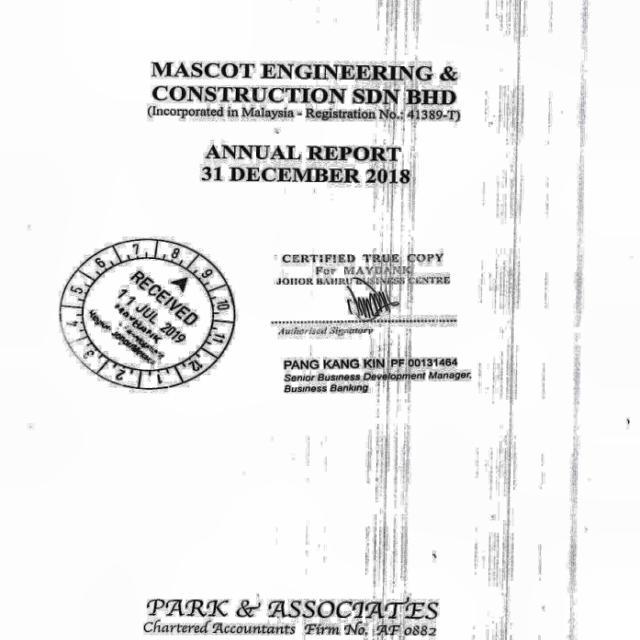 MASCOT ENGINEERING &
CONSTRUCTION SDN BHD
(Incorporated in Malaysia - Registration No.: 41389-T)
ANNUAL REPORT
31 DECEMBER 2018
7
8
6
9
5
10
4
11
3
12
2
1
RECEIVED
11 JUL 2019
BANK
CERTIFIED TRUE COPY
For MAYBANK
JOHOR BAHRU BUSINESS CENTRE
Authorised Signatory
PANG KANG KIN PF 00131464
Senior Business Development Manager,
Business Banking
PARK & ASSOCIATES
Chartered Accountants Firm No. AF 0882